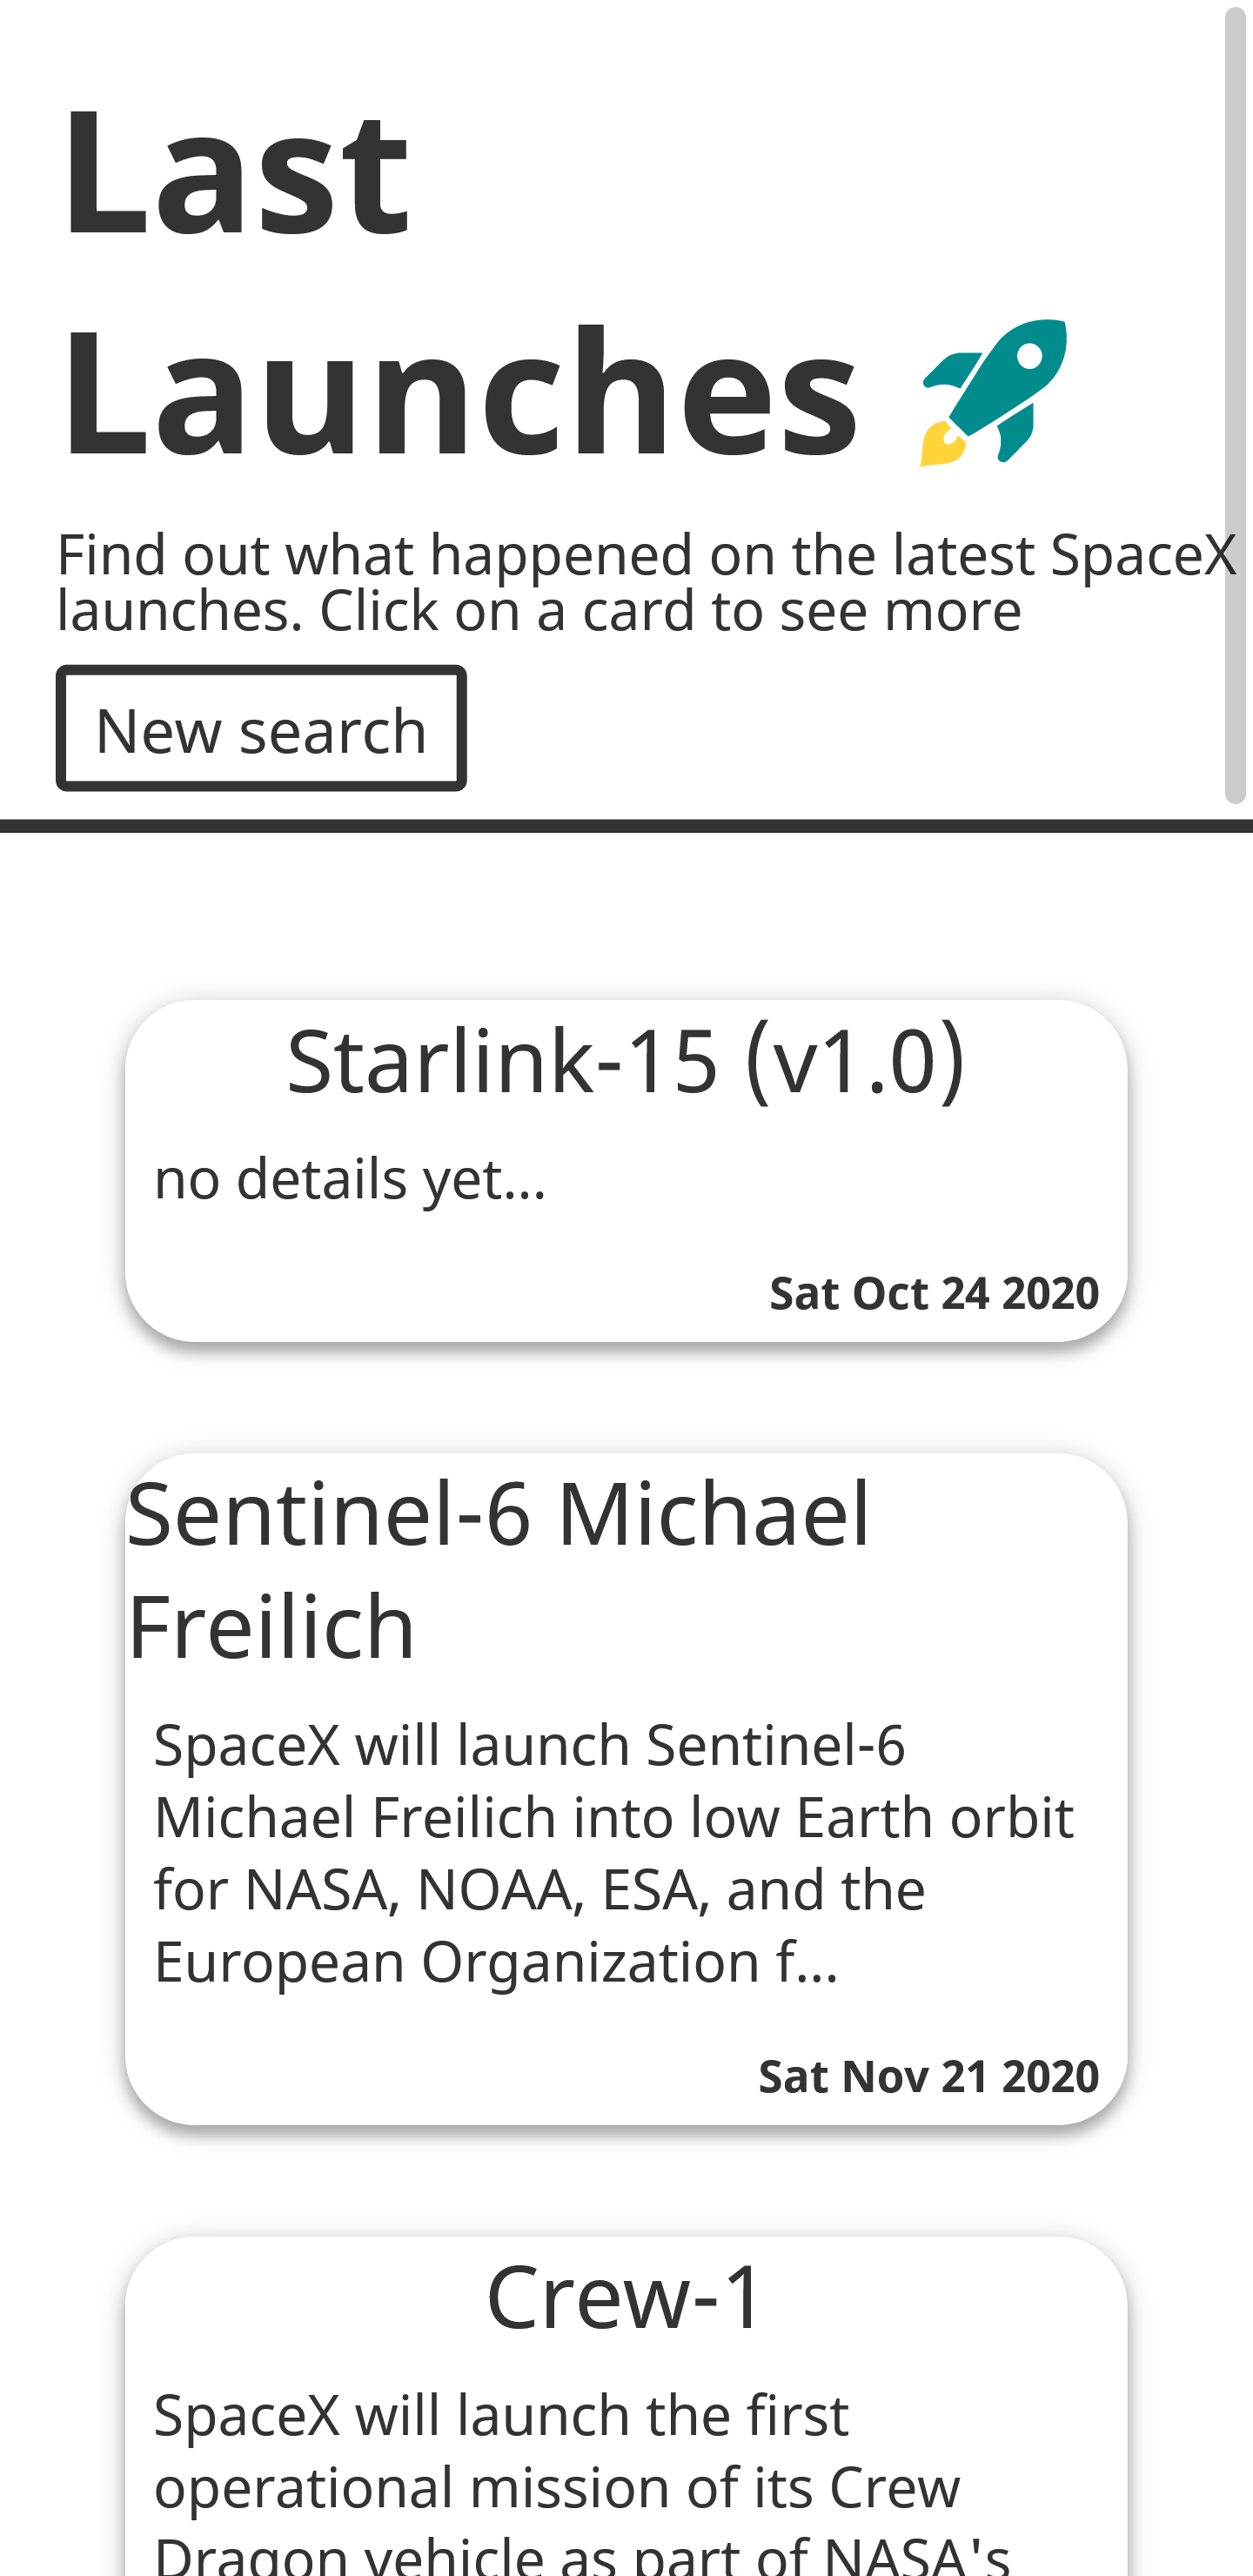 Last
Launches
Find out what happened on the latest SpaceX
launches. Click on a card to see more
New search
Starlink-15 (v1.0)
no details yet...
Sat Oct 24 2020
Sentinel-6 Michael
Freilich
SpaceX will launch Sentinel-6
Michael Freilich into low Earth orbit
for NASA, NOAA, ESA, and the
European Organization f...
Sat Nov 21 2020
Crew-1
SpaceX will launch the first
operational mission of its Crew
Dragon vehicle as part of NASA's